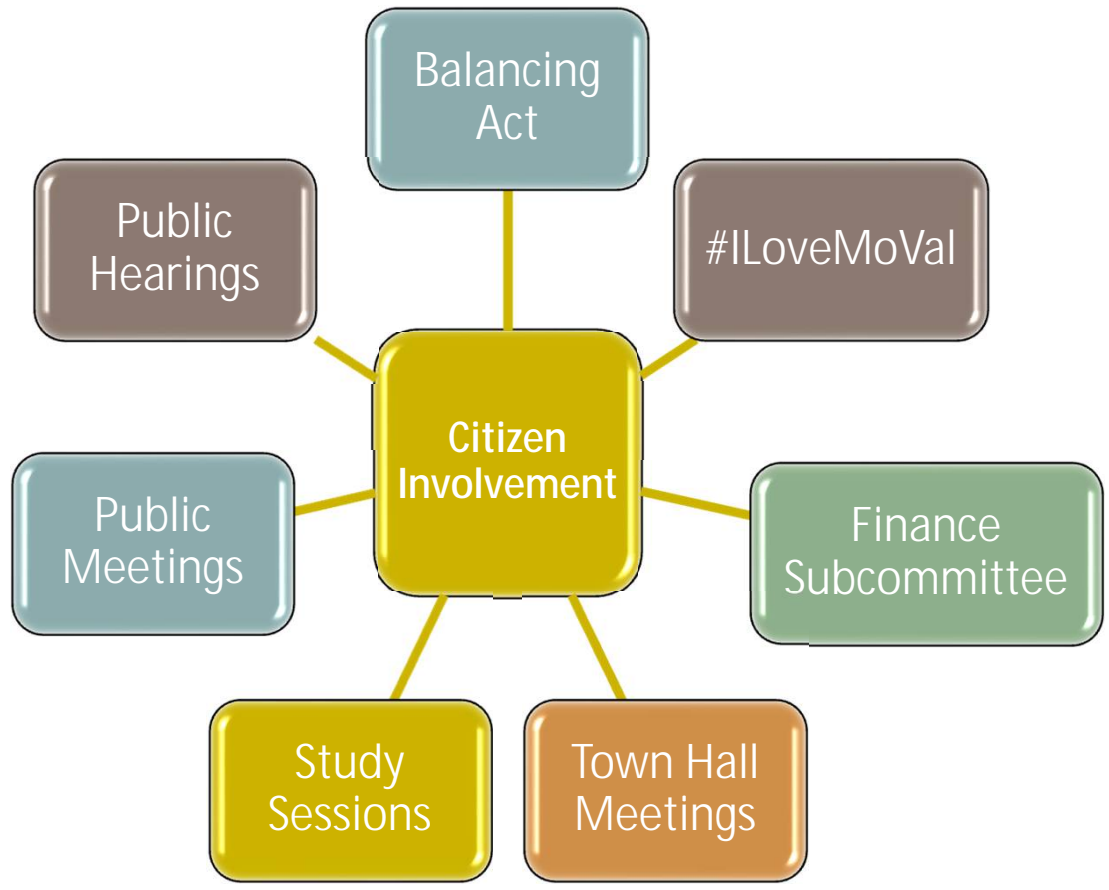 Balancing
Act
#ILoveMoVal
Finance
Subcommittee
Town Hall
Meetings
Study
Sessions
Public
Meetings
Public
Hearings
Citizen
Involvement